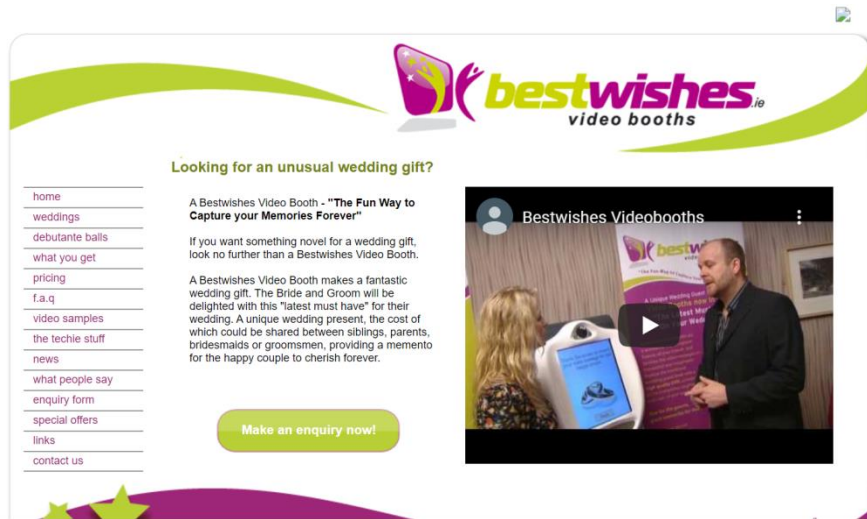 bestwishes.ie
video booths
Looking for an unusual wedding gift?
home
weddings
debutante balls
what you get
pricing
f.a.q
video samples
the techie stuff
news
what people say
enquiry form
special offers
links
contact us
A Bestwishes Video Booth - "The Fun Way to
Capture your Memories Forever"
If you want something novel for a wedding gift,
look no further than a Bestwishes Video Booth.
A Bestwishes Video Booth makes a fantastic
wedding gift. The Bride and Groom will be
delighted with this "latest must have" for their
wedding. A unique wedding present, the cost of
which could be shared between siblings, parents,
bridesmaids or groomsmen, providing a memento
for the happy couple to cherish forever.
Make an enquiry now!
Bestwishes Videobooths